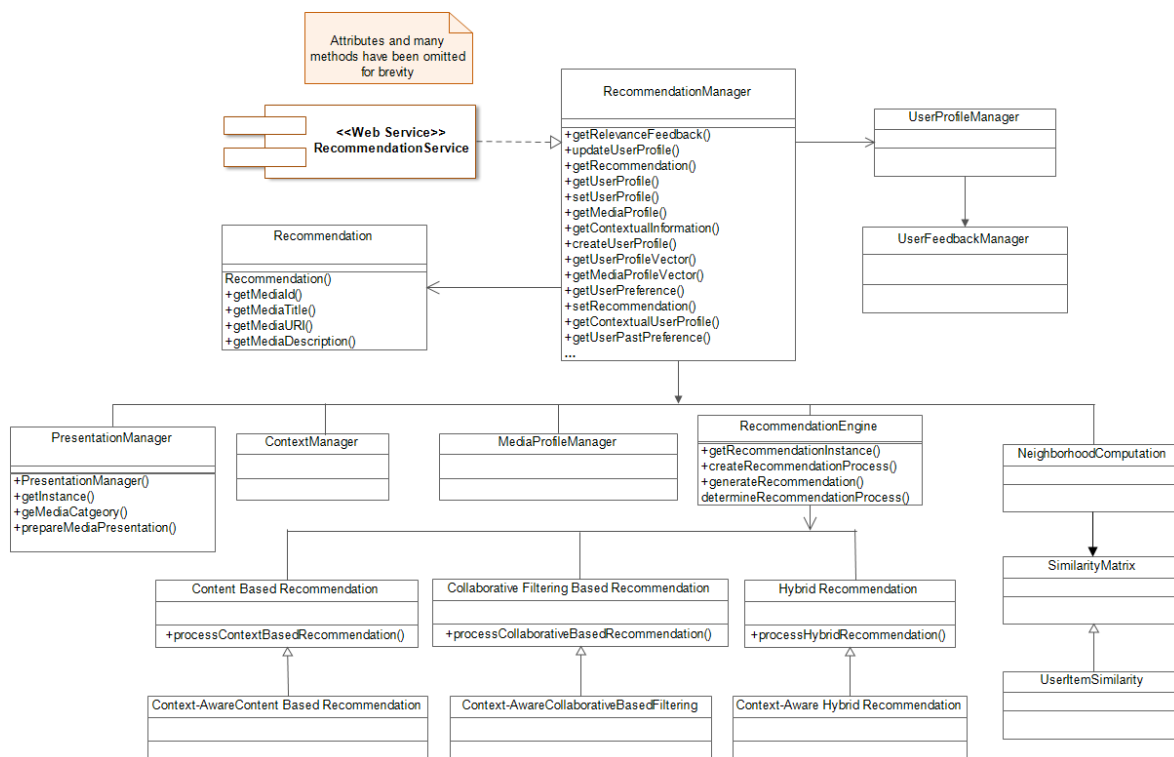 Attributes and many
methods have been omitted
for brevity
<<Web Service>>
RecommendationService
RecommendationManager
+getRelevanceFeedback()
+updateUserProfile()
+getRecommendation()
+getUserProfile()
+setUserProfile()
+getMediaProfile()
+getContextualInformation()
+createUserProfile()
+getUserProfileVector()
+getMediaProfileVector()
+getUserPreference()
+setRecommendation()
+getContextualUserProfile()
+getUserPastPreference()
...
UserProfileManager
UserFeedbackManager
Recommendation
Recommendation()
+getMediaId()
+getMediaTitle()
+getMediaURI()
+getMediaDescription()
PresentationManager
+PresentationManager()
+getInstance()
+geMediaCatgeory()
+prepareMediaPresentation()
ContextManager
MediaProfileManager
RecommendationEngine
+getRecommendationInstance()
+createRecommendationProcess()
+generateRecommendation()
determineRecommendationProcess()
NeighborhoodComputation
SimilarityMatrix
UserItemSimilarity
Content Based Recommendation
+processContextBasedRecommendation()
Collaborative Filtering Based Recommendation
+processCollaborativeBasedRecommendation()
Hybrid Recommendation
+processHybridRecommendation()
Context-AwareContent Based Recommendation
Context-AwareCollaborativeBasedFiltering
Context-Aware Hybrid Recommendation